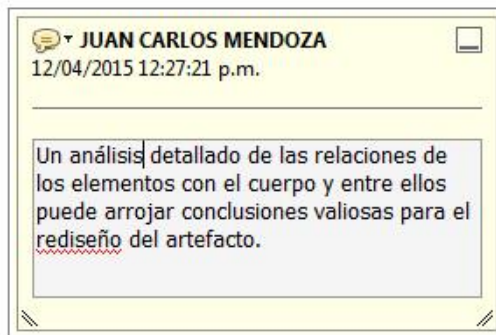 JUAN CARLOS MENDOZA
12/04/2015 12:27:21 p.m.
Un análisis detallado de las relaciones de
los elementos con el cuerpo y entre ellos
puede arrojar conclusiones valiosas para el
rediseño del artefacto.